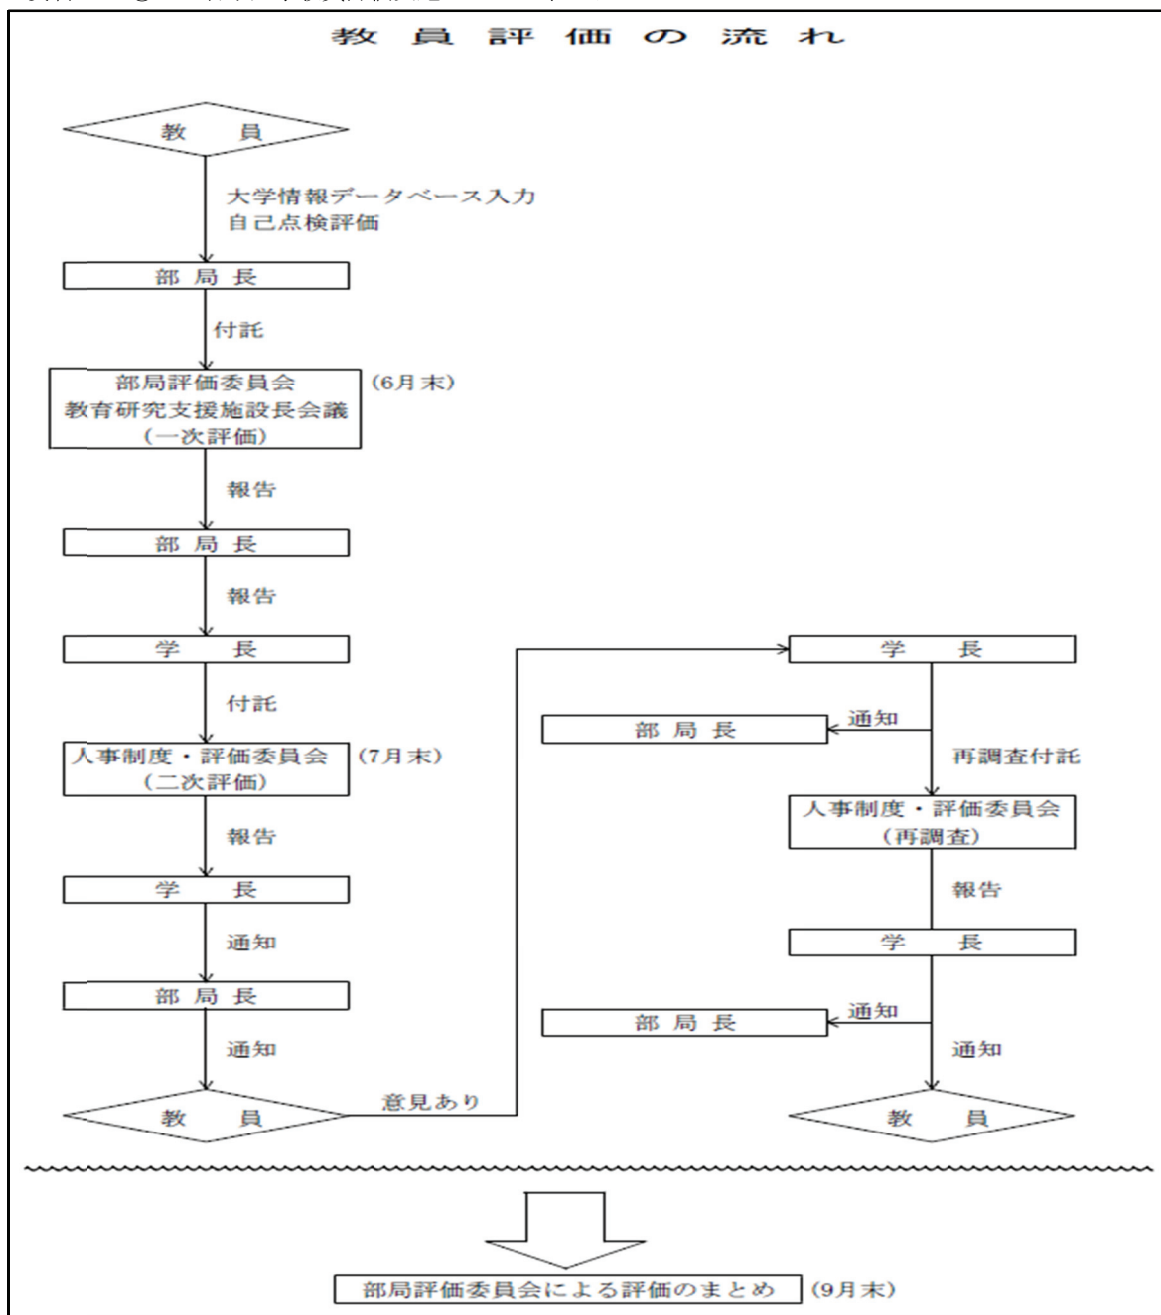 教員評価の流れ
教　員
大学情報データベース入力
自己点検評価
部局長
付託
部局評価委員会
教育研究支援施設長会議
(一次評価)
(6月末)
報告
部局長
報告
学　長
付託
人事制度・評価委員会
(二次評価)
(7月末)
報告
学　長
通知
部局長
通知
教　員
意見あり
学　長
通知
部局長
再調査付託
人事制度・評価委員会
(再調査)
報告
学　長
通知
部局長
通知
教　員
部局評価委員会による評価のまとめ
(9月末)